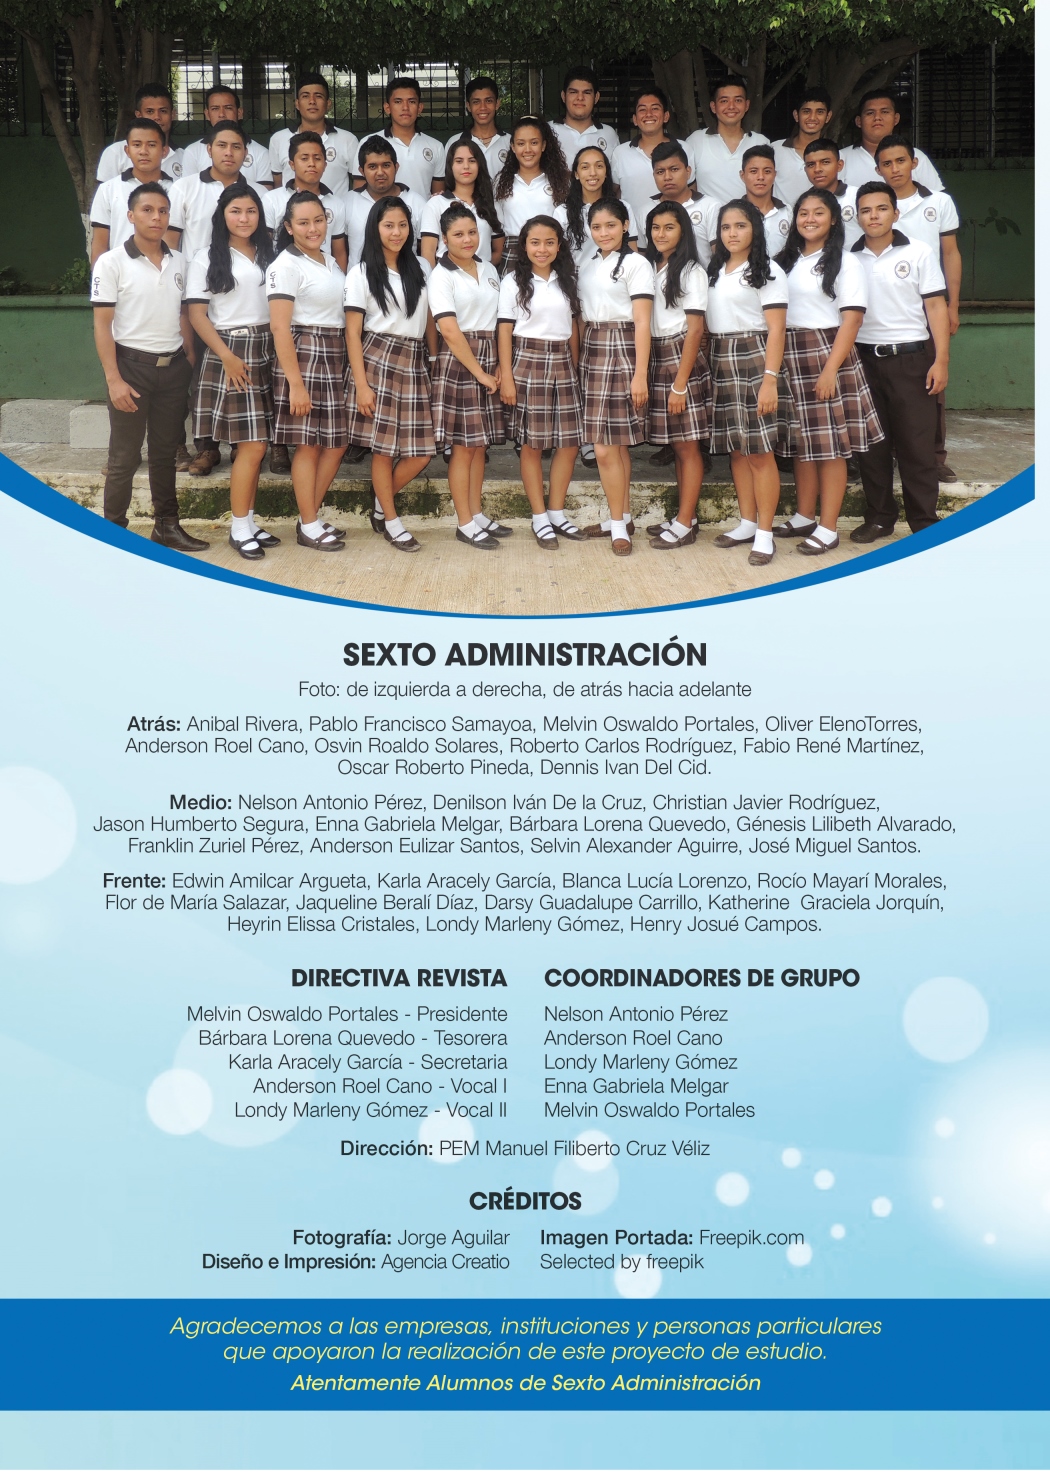 CTS
CTS
CTS
SEXTO ADMINISTRACIÓN
Foto: de izquierda a derecha, de atrás hacia adelante
Atrás: Anibal Rivera, Pablo Francisco Samayoa, Melvin Oswaldo Portales, Oliver ElenoTorres,
Anderson Roel Cano, Osvin Roaldo Solares, Roberto Carlos Rodríguez, Fabio René Martínez,
Oscar Roberto Pineda, Dennis Ivan Del Cid.
Medio: Nelson Antonio Pérez, Denilson Iván De la Cruz, Christian Javier Rodríguez,
Jason Humberto Segura, Enna Gabriela Melgar, Bárbara Lorena Quevedo, Génesis Lilibeth Alvarado,
Franklin Zuriel Pérez, Anderson Eulizar Santos, Selvin Alexander Aguirre, José Miguel Santos.
Frente: Edwin Amilcar Argueta, Karla Aracely García, Blanca Lucía Lorenzo, Rocío Mayarí Morales,
Flor de María Salazar, Jaqueline Beralí Díaz, Darsy Guadalupe Carrillo, Katherine Graciela Jorquín,
Heyrin Elissa Cristales, Londy Marleny Gómez, Henry Josué Campos.
DIRECTIVA REVISTA
Melvin Oswaldo Portales - Presidente
Bárbara Lorena Quevedo - Tesorera
Karla Aracely García - Secretaria
Anderson Roel Cano - Vocal I
Londy Marleny Gómez - Vocal II
COORDINADORES DE GRUPO
Nelson Antonio Pérez
Anderson Roel Cano
Londy Marleny Gómez
Enna Gabriela Melgar
Melvin Oswaldo Portales
Dirección: PEM Manuel Filiberto Cruz Véliz
CRÉDITOS
Fotografía: Jorge Aguilar
Diseño e Impresión: Agencia Creatio
Imagen Portada: Freepik.com
Selected by freepik
Agradecemos a las empresas, instituciones y personas particulares
que apoyaron la realización de este proyecto de estudio.
Atentamente Alumnos de Sexto Administración